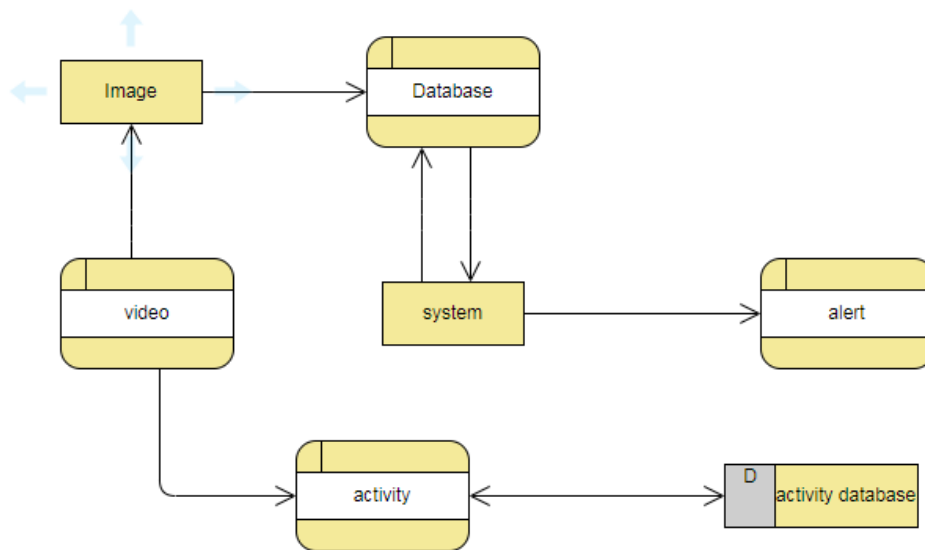 Image
Database
video
system
alert
activity
D
activity database